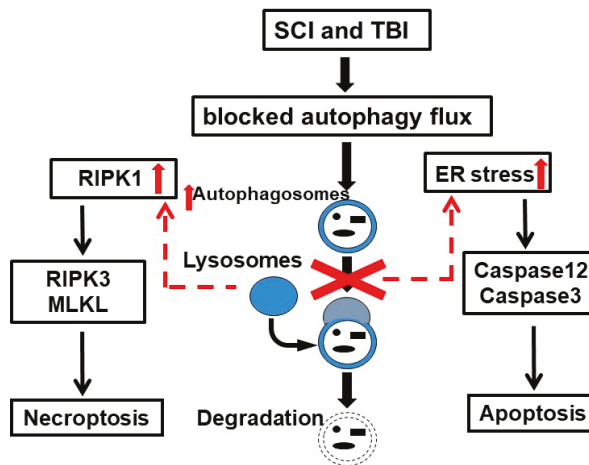 SCI and TBI
blocked autophagy flux
RIPK1
ER stress
Autophagosomes
Lysosomes
RIPK3
MLKL
Caspase12
Caspase3
Necroptosis
Degradation
Apoptosis